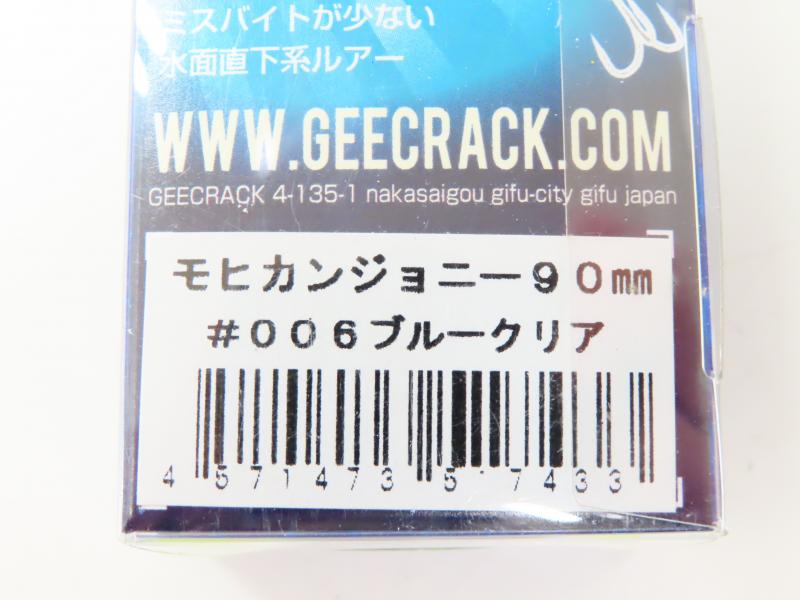 ミスバイトが少ない
水面直下系ルアー
WWW.GEECRACK.COM
GEECRACK 4-135-1 nakasaigou gifu-city gifu japan
モヒカンジョニー９０㎜
＃００６ブルークリア
4 571473 5 7433